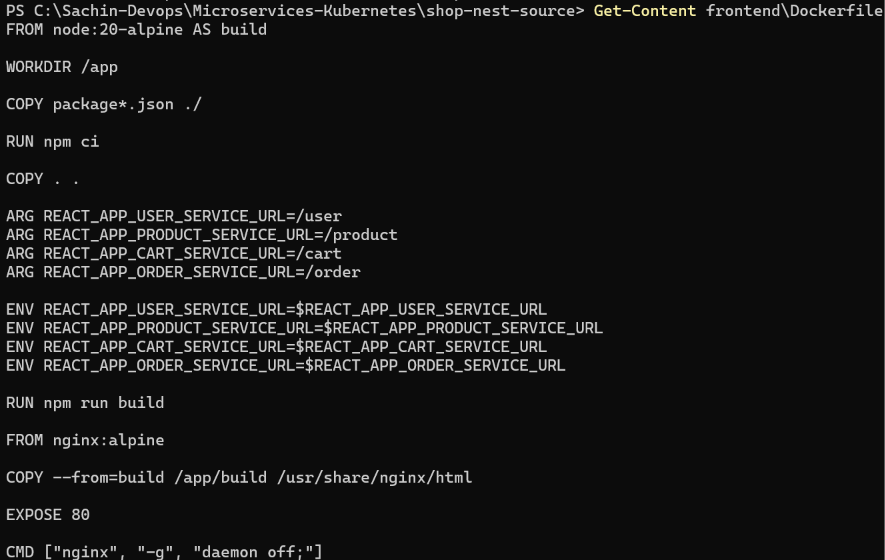 PS C:\Sachin-Devops\Microservices-Kubernetes\shop-nest-source> Get-Content frontend\Dockerfile
FROM node:20-alpine AS build
WORKDIR /app
COPY package*.json ./
RUN npm ci
COPY . .
ARG REACT_APP_USER_SERVICE_URL=/user
ARG REACT_APP_PRODUCT_SERVICE_URL=/product
ARG REACT_APP_CART_SERVICE_URL=/cart
ARG REACT_APP_ORDER_SERVICE_URL=/order
ENV REACT_APP_USER_SERVICE_URL=$REACT_APP_USER_SERVICE_URL
ENV REACT_APP_PRODUCT_SERVICE_URL=$REACT_APP_PRODUCT_SERVICE_URL
ENV REACT_APP_CART_SERVICE_URL=$REACT_APP_CART_SERVICE_URL
ENV REACT_APP_ORDER_SERVICE_URL=$REACT_APP_ORDER_SERVICE_URL
RUN npm run build
FROM nginx:alpine
COPY --from=build /app/build /usr/share/nginx/html
EXPOSE 80
CMD ["nginx", "-g", "daemon off;"]